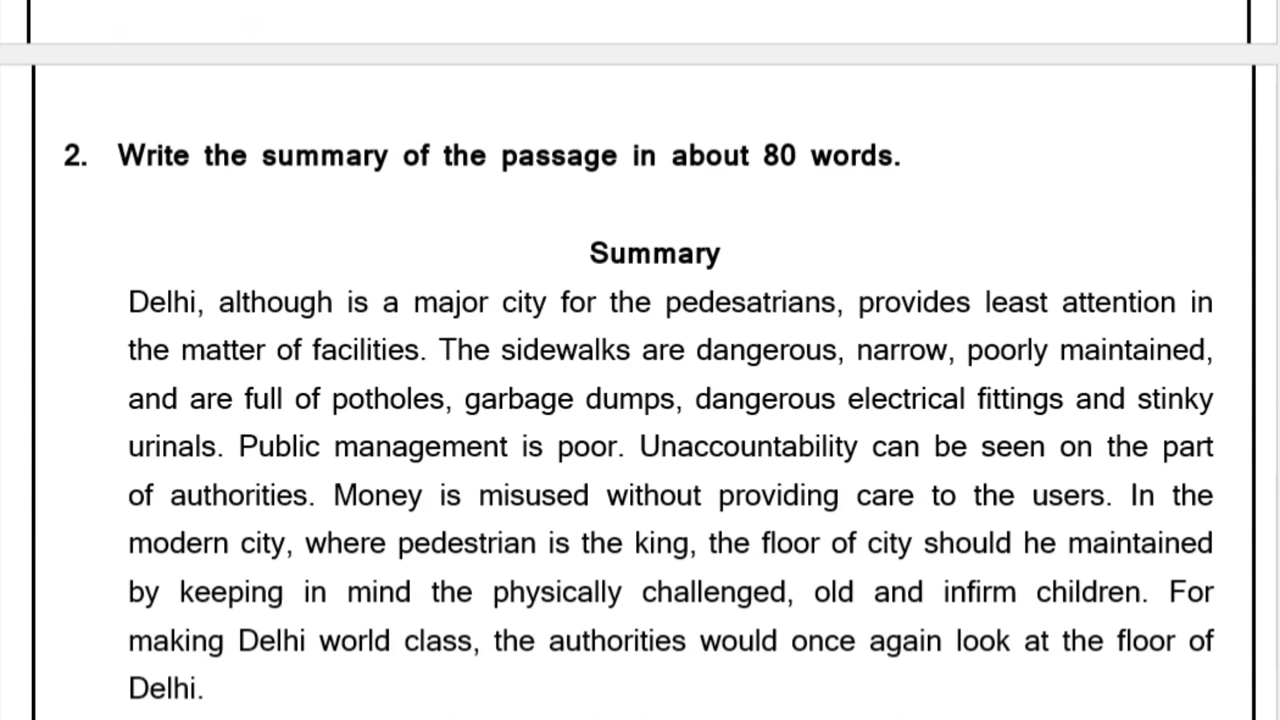 2. Write the summary of the passage in about 80 words.
Summary
Delhi, although is a major city for the pedesatrians, provides least attention in
the matter of facilities. The sidewalks are dangerous, narrow, poorly maintained,
and are full of potholes, garbage dumps, dangerous electrical fittings and stinky
urinals. Public management is poor. Unaccountability can be seen on the part
of authorities. Money is misused without providing care to the users. In the
modern city, where pedestrian is the king, the floor of city should he maintained
by keeping in mind the physically challenged, old and infirm children. For
making Delhi world class, the authorities would once again look at the floor of
Delhi.